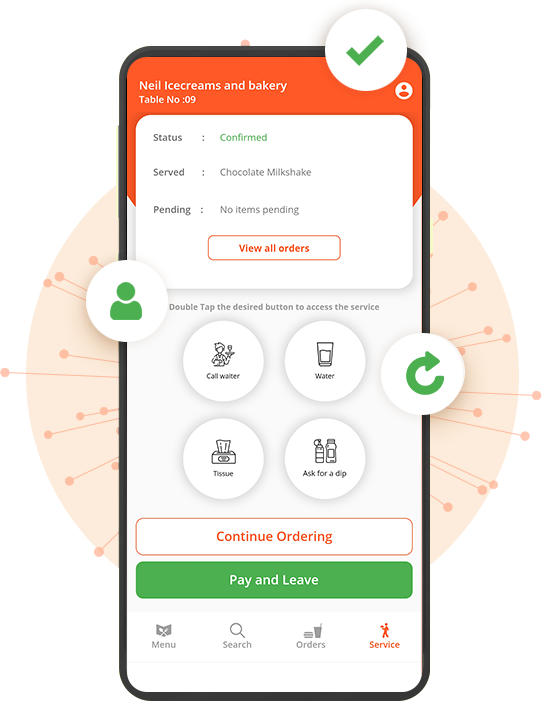 Neil Icecreams and bakery
Table No :09
Status : Confirmed
Served : Chocolate Milkshake
Pending : No items pending
View all orders
Double Tap the desired button to access the service
Call waiter
Water
Tissue
Ask for a dip
Continue Ordering
Pay and Leave
Menu
Search
Orders
Service